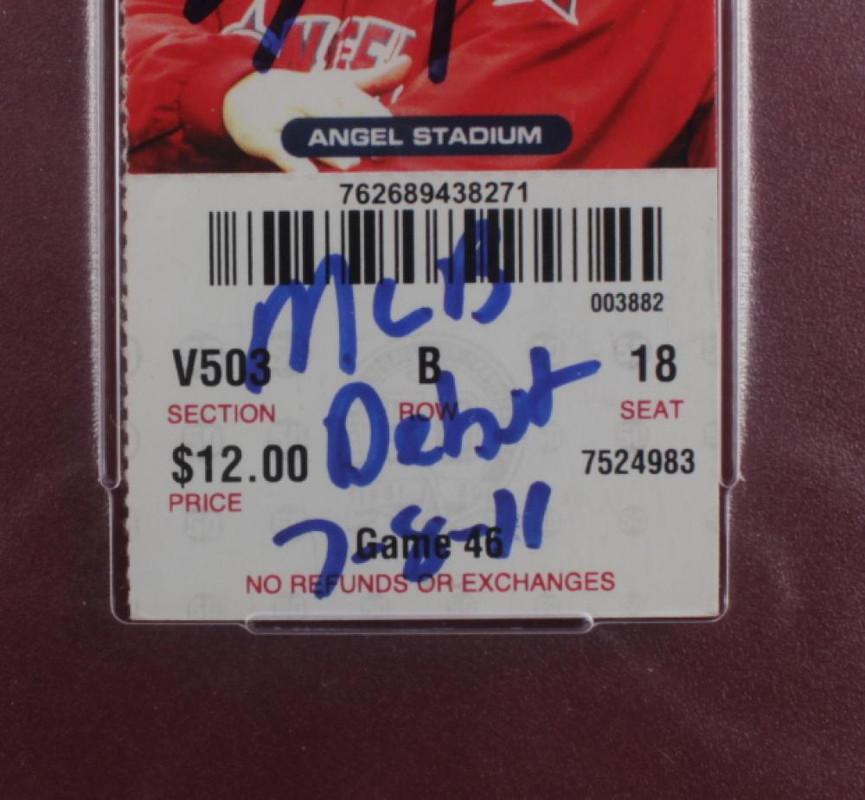 ANGEL STADIUM
762689438271
003882
V503 B 18
SECTION ROW SEAT
$12.00 7524983
PRICE
Game 46
NO REFUNDS OR EXCHANGES
MLB
Debut
7-8-11